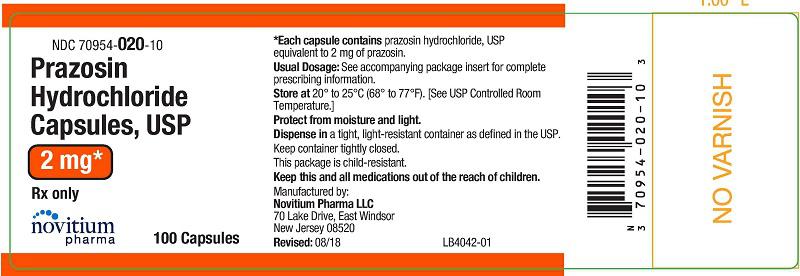 NDC 70954-020-10
Prazosin
Hydrochloride
Capsules, USP
2 mg*
Rx only
novitium
pharma
100 Capsules
*Each capsule contains prazosin hydrochloride, USP
equivalent to 2 mg of prazosin.
Usual Dosage: See accompanying package insert for complete
prescribing information.
Store at 20° to 25°C (68° to 77°F). [See USP Controlled Room
Temperature.]
Protect from moisture and light.
Dispense in a tight, light-resistant container as defined in the USP.
Keep container tightly closed.
This package is child-resistant.
Keep this and all medications out of the reach of children.
Manufactured by:
Novitium Pharma LLC
70 Lake Drive, East Windsor
New Jersey 08520
Revised: 08/18
LB4042-01
N
3
70954-020-10
3
NO VARNISH